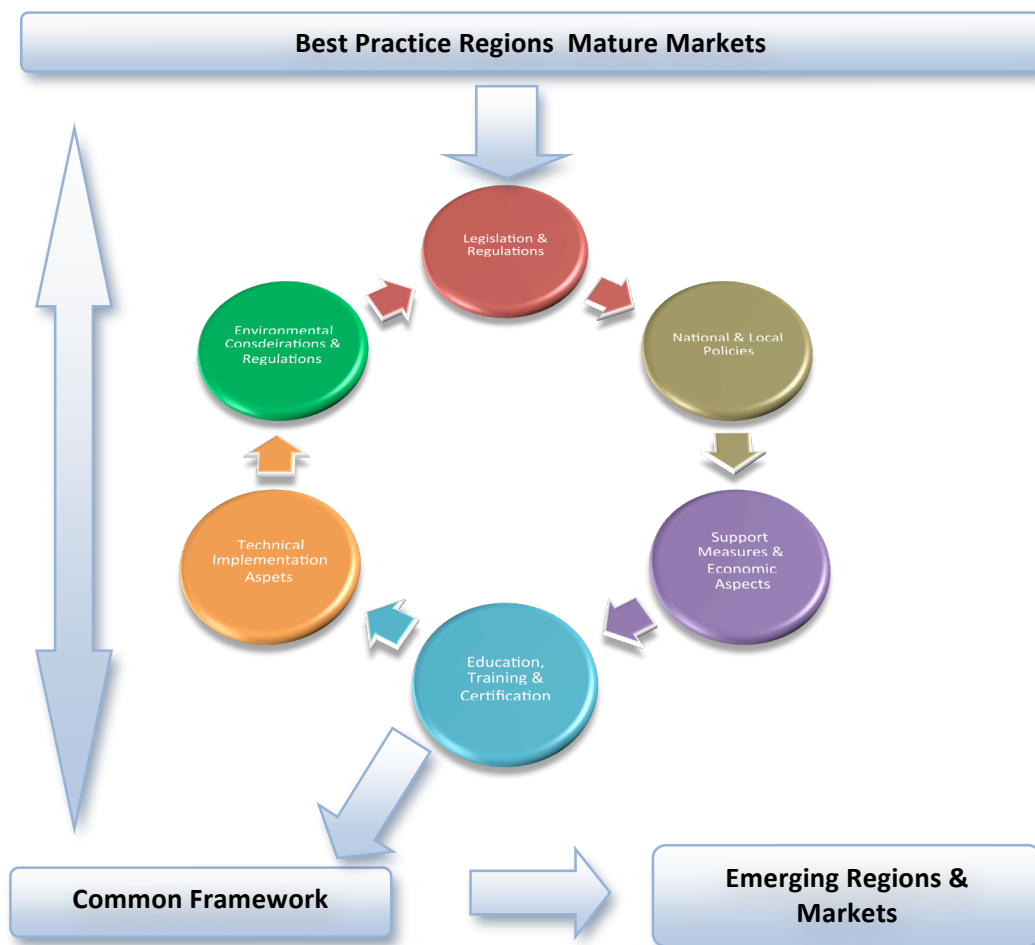 Best Practice Regions  Mature Markets
Legislation &
Regulations
National & Local
Policies
Support
Measures &
Economic
Aspects
Education,
Training &
Certification
Technical
Implementation
Aspets
Environmental
Consdeirations &
Regulations
Common Framework
Emerging Regions &
Markets